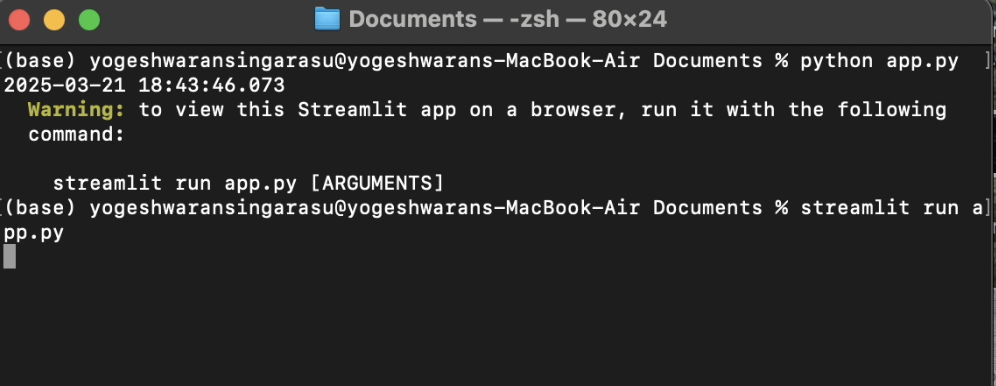 Documents — -zsh — 80×24
(base) yogeshwaransingarasu@yogeshwarans-MacBook-Air Documents % python app.py
2025-03-21 18:43:46.073
Warning: to view this Streamlit app on a browser, run it with the following
command:
streamlit run app.py [ARGUMENTS]
(base) yogeshwaransingarasu@yogeshwarans-MacBook-Air Documents % streamlit run a
pp.py